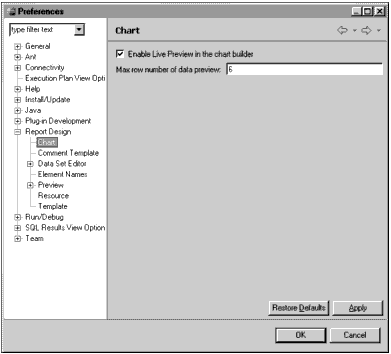 Preferences
type filter text
General
Ant
Connectivity
Execution Plan View Opti
Help
Install/Update
Java
Plug-in Development
Report Design
Chart
Comment Template
Data Set Editor
Element Names
Preview
Resource
Template
Run/Debug
SQL Results View Option
Team
Chart
Enable Live Preview in the chart builder
Max row number of data preview: 6
Restore Defaults Apply
OK Cancel